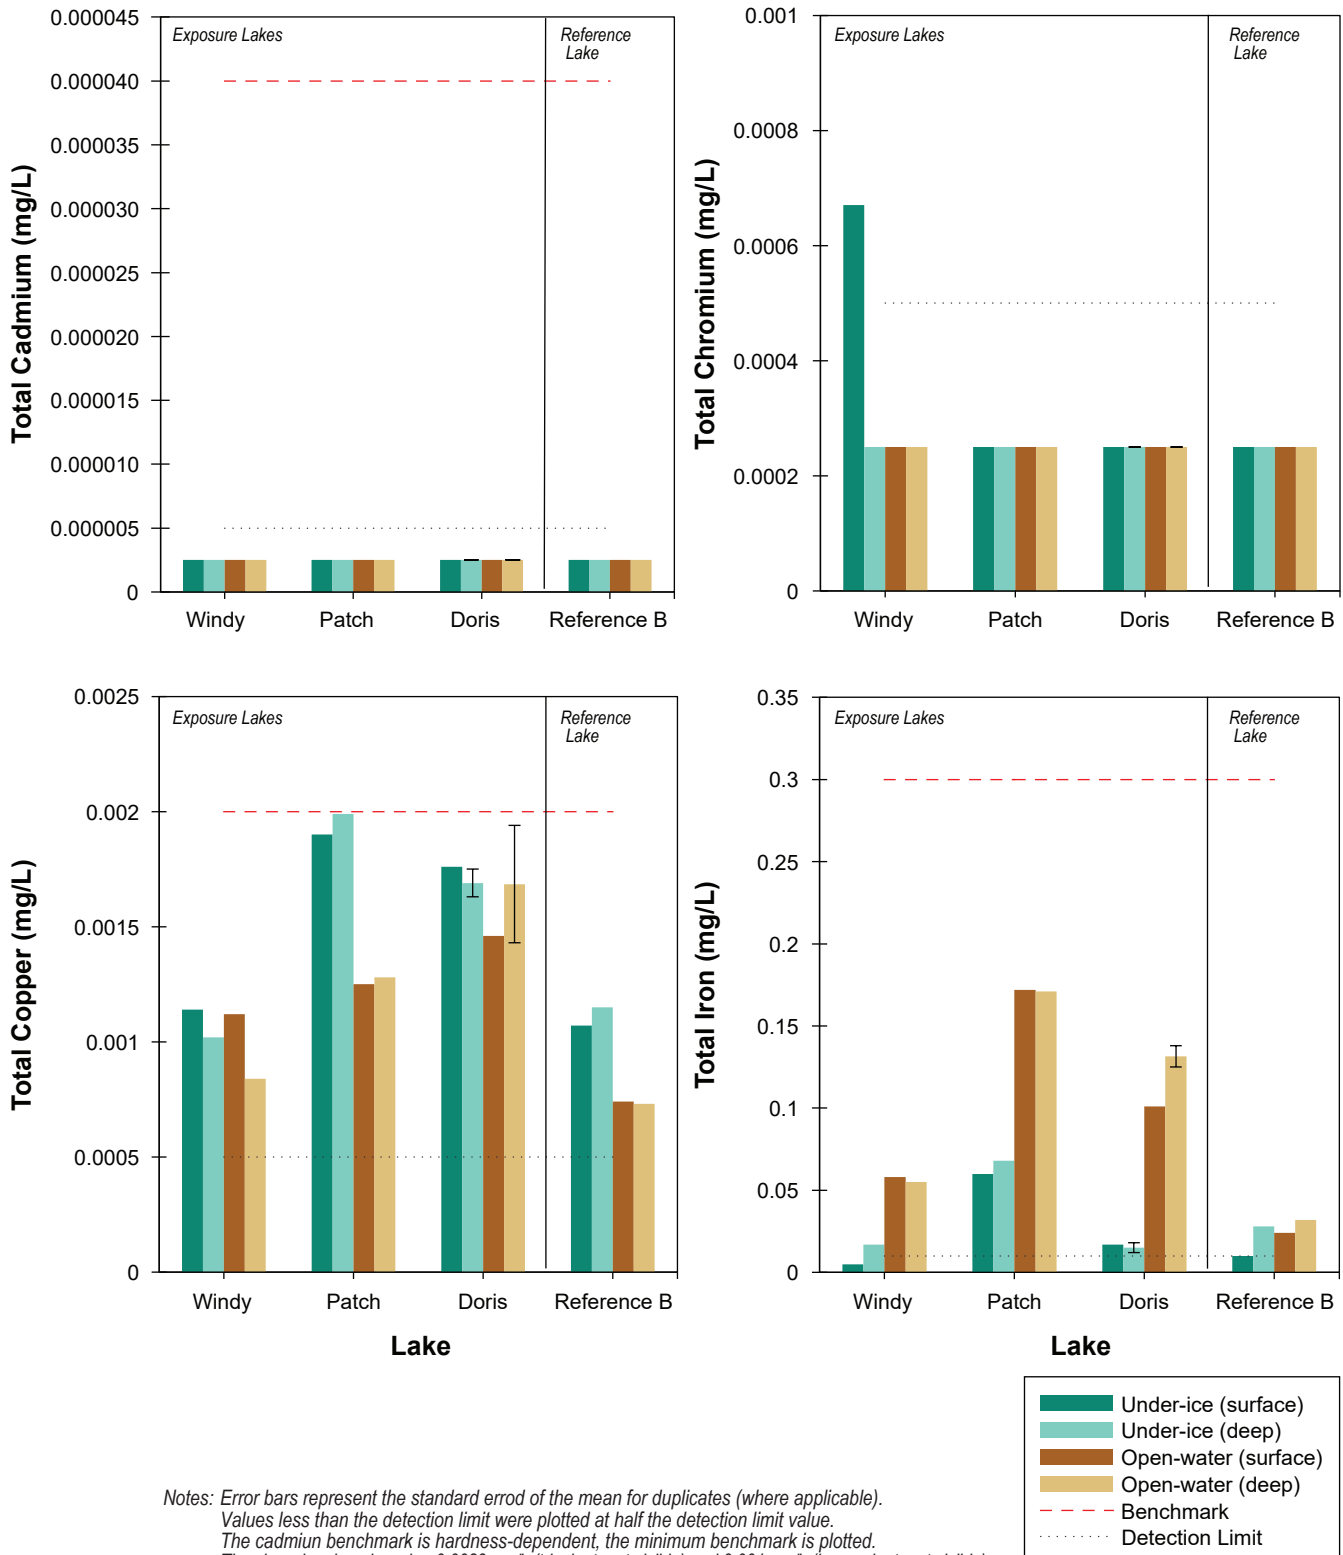 0.000045
0.000040
0.000035
0.000030
0.000025
0.000020
0.000015
0.000010
0.000005
0
Total Cadmium (mg/L)
Exposure Lakes
Reference
Lake
Windy Patch Doris Reference B
0.001
0.0008
0.0006
0.0004
0.0002
0
Total Chromium (mg/L)
Exposure Lakes
Reference
Lake
Windy Patch Doris Reference B
0.0025
0.002
0.0015
0.001
0.0005
0
Total Copper (mg/L)
Exposure Lakes
Reference
Lake
Windy Patch Doris Reference B
Lake
0.35
0.3
0.25
0.2
0.15
0.1
0.05
0
Total Iron (mg/L)
Exposure Lakes
Reference
Lake
Windy Patch Doris Reference B
Lake
Under-ice (surface)
Under-ice (deep)
Open-water (surface)
Open-water (deep)
Benchmark
Detection Limit
Notes: Error bars represent the standard errod of the mean for duplicates (where applicable).
Values less than the detection limit were plotted at half the detection limit value.
The cadmiun benchmark is hardness-dependent, the minimum benchmark is plotted.